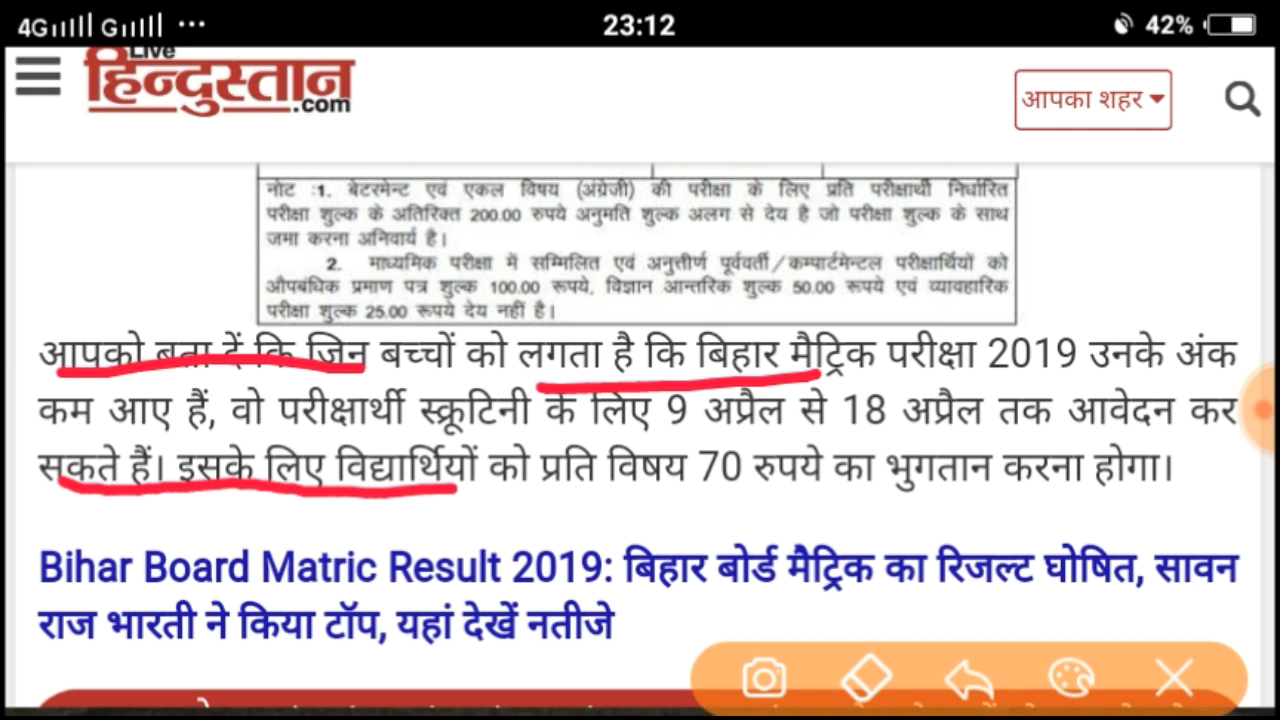 4G G ...
23:12
42%
Live
हिन्दुस्तान
.com
आपका शहर
नोट :1. बेटरमेन्ट एवं एकल विषय (अंग्रेजी) की परीक्षा के लिए प्रति परीक्षार्थी निर्धारित
परीक्षा शुल्क के अतिरिक्त 200.00 रुपये अनुमति शुल्क अलग से देय है जो परीक्षा शुल्क के साथ
जमा करना अनिवार्य है।
2. माध्यमिक परीक्षा में सम्मिलित एवं अनुत्तीर्ण पूर्ववर्ती/कम्पार्टमेन्टल परीक्षार्थियों को
औपबंधिक प्रमाण पत्र शुल्क 100.00 रूपये, विज्ञान आन्तरिक शुल्क 50.00 रूपये एवं व्यावहारिक
परीक्षा शुल्क 25.00 रूपये देय नहीं है।
आपको बता दें कि जिन बच्चों को लगता है कि बिहार मैट्रिक परीक्षा 2019 उनके अंक
कम आए हैं, वो परीक्षार्थी स्क्रूटिनी के लिए 9 अप्रैल से 18 अप्रैल तक आवेदन कर
सकते हैं। इसके लिए विद्यार्थियों को प्रति विषय 70 रुपये का भुगतान करना होगा।
Bihar Board Matric Result 2019: बिहार बोर्ड मैट्रिक का रिजल्ट घोषित, सावन
राज भारती ने किया टॉप, यहां देखें नतीजे